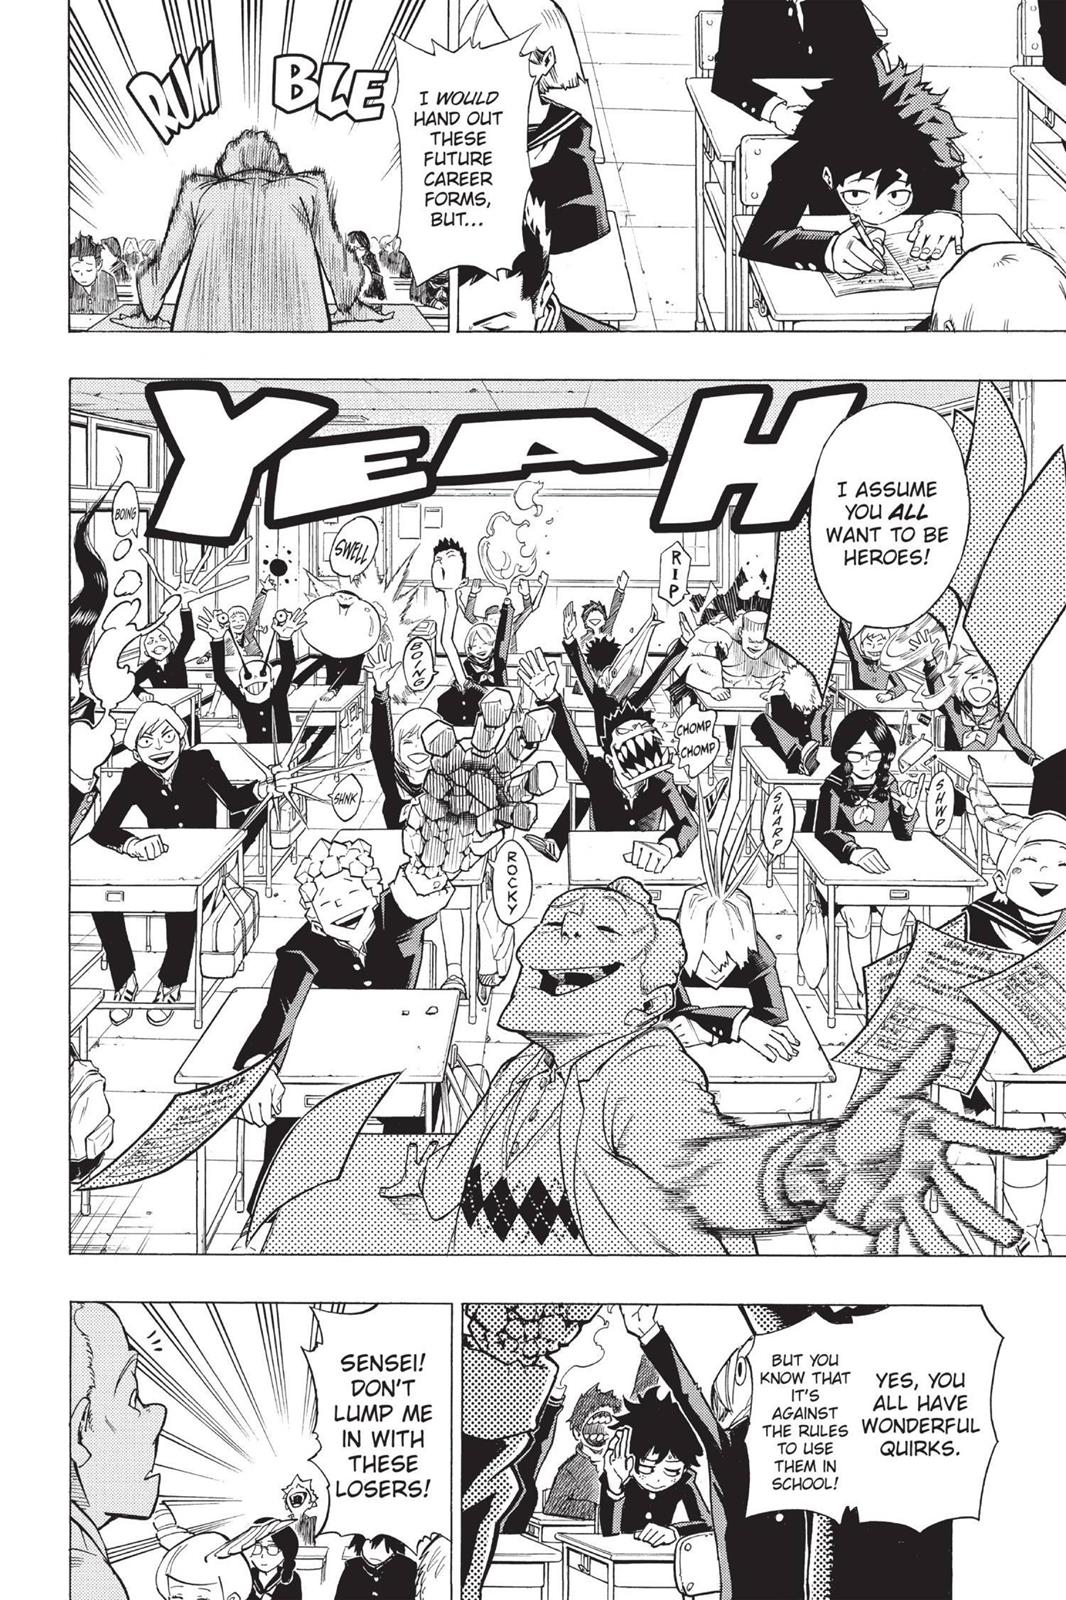 I WOULD
HAND OUT
THESE
FUTURE
CAREER
FORMS,
BUT...
RUM
BLE
YEAH
I ASSUME
YOU ALL
WANT TO BE
HEROES!
BOING
SWELL
RIP
BOING
CHOMP
CHOMP
SHNK
SHARP
SHWP
ROCKY
YES, YOU
ALL HAVE
WONDERFUL
QUIRKS.
BUT YOU
KNOW THAT
IT'S
AGAINST
THE RULES
TO USE
THEM IN
SCHOOL!
SENSEI!
DON'T
LUMP ME
IN WITH
THESE
LOSERS!